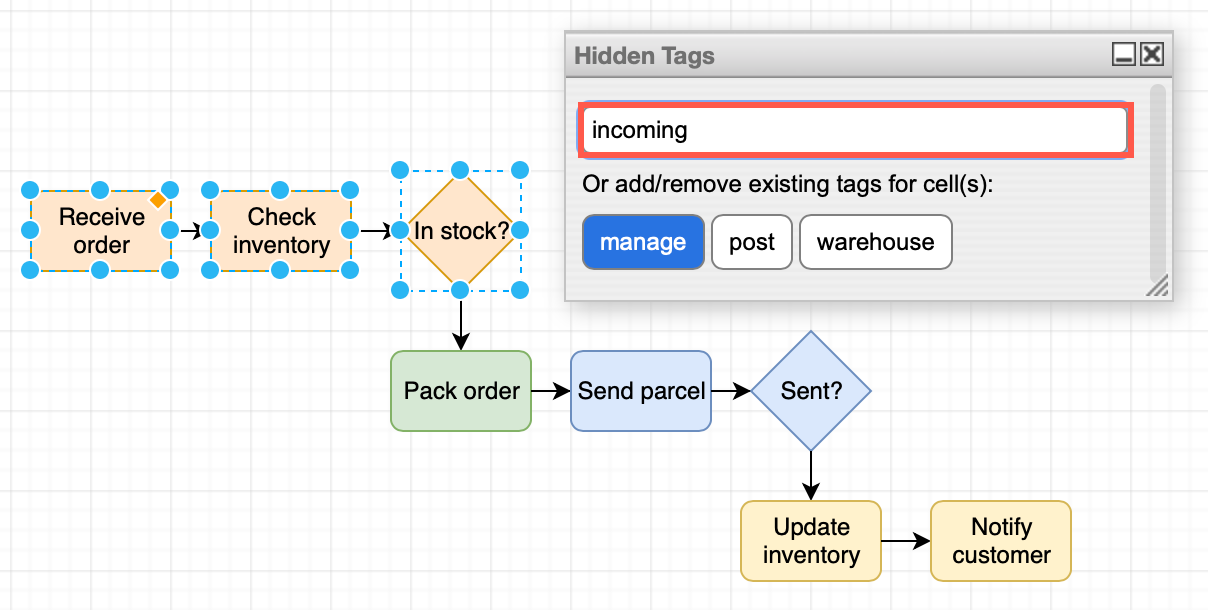 Hidden Tags
incoming
Or add/remove existing tags for cell(s):
manage
post
warehouse
Receive
order
Check
inventory
In stock?
Pack order
Send parcel
Sent?
Update
inventory
Notify
customer